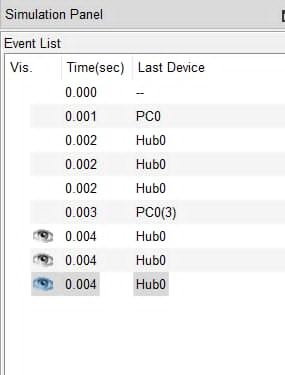 Simulation Panel
Event List
Vis. Time(sec) Last Device
0.000 --
0.001 PC0
0.002 Hub0
0.002 Hub0
0.002 Hub0
0.003 PC0(3)
0.004 Hub0
0.004 Hub0
0.004 Hub0